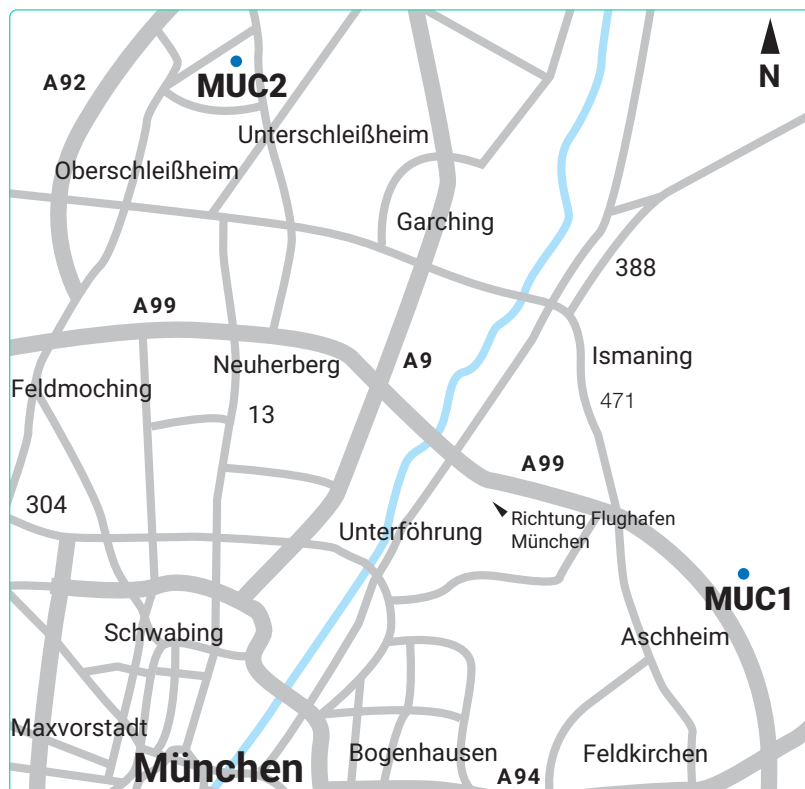 A92
MUC2
N
Unterschleißheim
Oberschleißheim
Garching
388
A99
A9
Ismaning
Neuherberg
Feldmoching
471
13
A99
304
Richtung Flughafen
München
Unterföhrung
MUC1
Schwabing
Aschheim
Maxvorstadt
Bogenhausen
Feldkirchen
München
A94